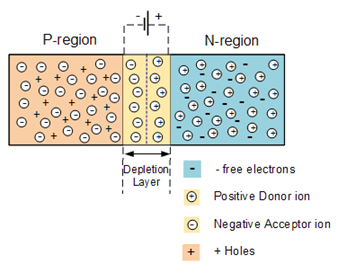 - +
P-region
N-region
Depletion
Layer
- - free electrons
+ Positive Donor ion
- Negative Acceptor ion
+ + Holes